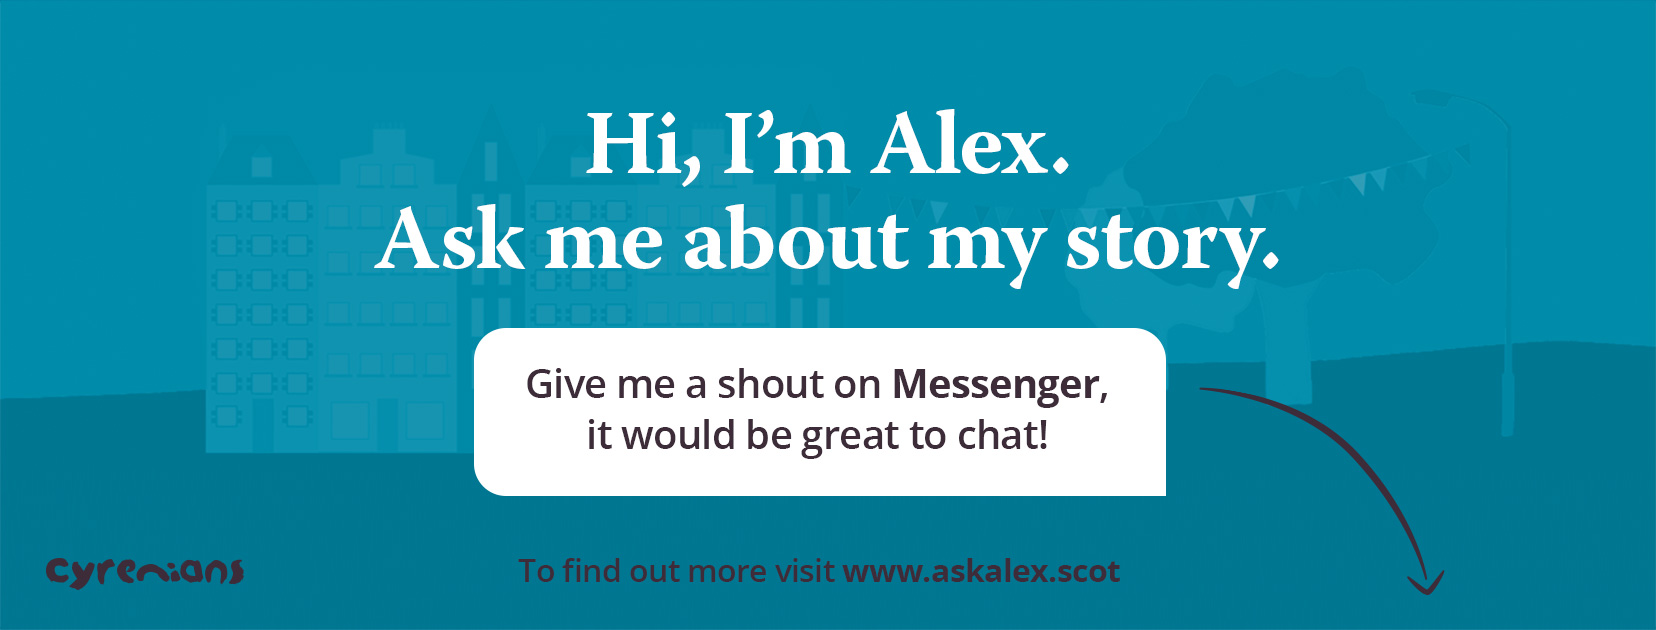 Hi, I’m Alex.
Ask me about my story.
Give me a shout on Messenger,
it would be great to chat!
cyrenians
To find out more visit www.askalex.scot